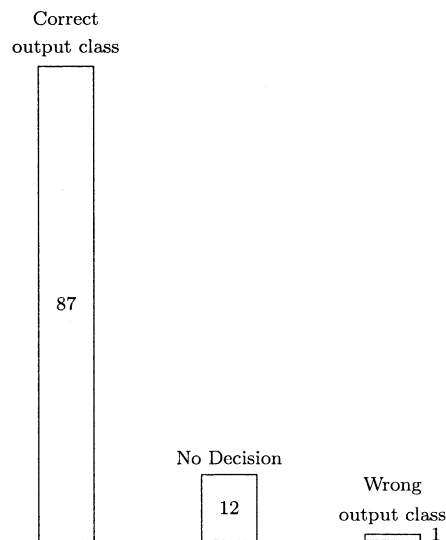 Correct
output class
87
No Decision
12
Wrong
output class
1